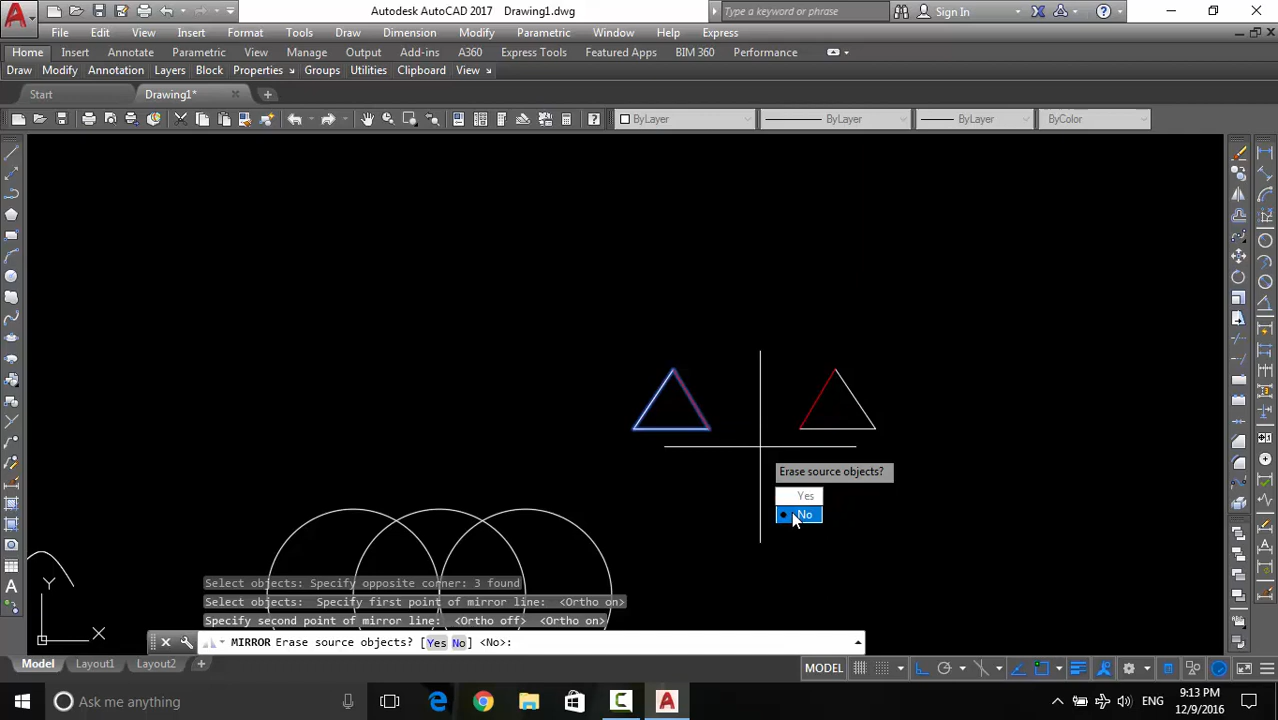 Autodesk AutoCAD 2017 Drawing1.dwg
Type a keyword or phrase
Sign In
File Edit View Insert Format Tools Draw Dimension Modify Parametric Window Help Express
Home Insert Annotate Parametric View Manage Output Add-ins A360 Express Tools Featured Apps BIM 360 Performance
Draw Modify Annotation Layers Block Properties Groups Utilities Clipboard View
Start Drawing1*
ByLayer ByLayer ByLayer ByColor
Erase source objects?
Yes
No
Select objects: Specify opposite corner: 3 found
Select objects: Specify first point of mirror line: <Ortho on>
Specify second point of mirror line: <Ortho off> <Ortho on>
Y
X
A
A
MIRROR Erase source objects? [Yes No] <No>:
Model Layout1 Layout2 +
MODEL
Ask me anything
ENG
9:13 PM
12/9/2016